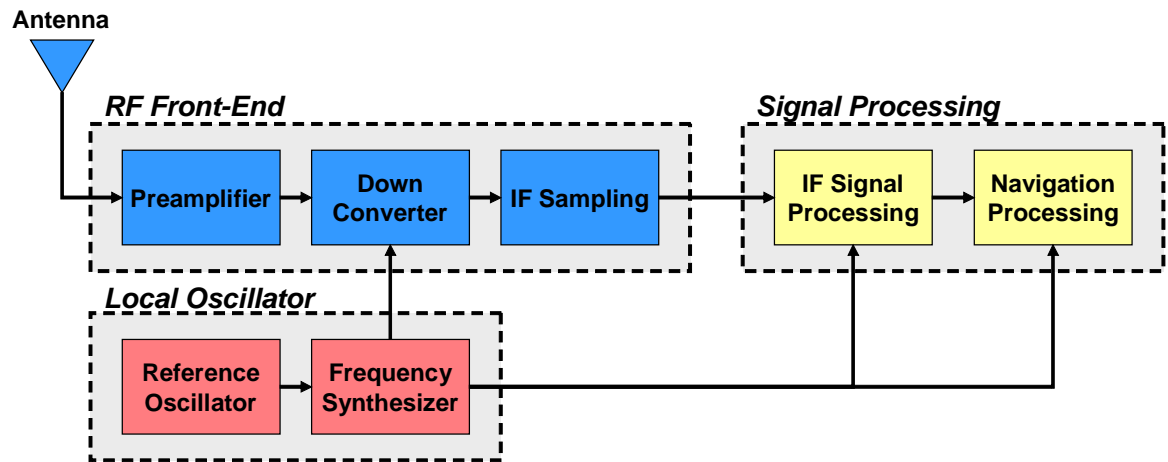 Antenna
RF Front-End
Signal Processing
Preamplifier
Down
Converter
IF Sampling
IF Signal
Processing
Navigation
Processing
Local Oscillator
Reference
Oscillator
Frequency
Synthesizer